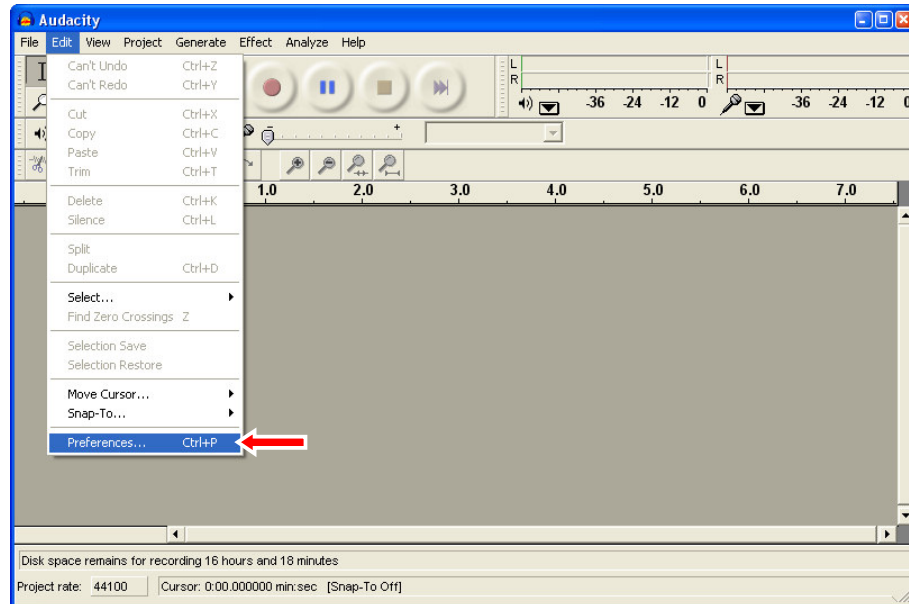 Audacity
File Edit View Project Generate Effect Analyze Help
Can't Undo Ctrl+Z
Can't Redo Ctrl+Y
Cut Ctrl+X
Copy Ctrl+C
Paste Ctrl+V
Trim Ctrl+T
Delete Ctrl+K
Silence Ctrl+L
Split
Duplicate Ctrl+D
Select...
Find Zero Crossings Z
Selection Save
Selection Restore
Move Cursor...
Snap-To...
Preferences... Ctrl+P
L
R
-36 -24 -12 0
L
R
-36 -24 -12 0
1.0 2.0 3.0 4.0 5.0 6.0 7.0
Disk space remains for recording 16 hours and 18 minutes
Project rate: 44100 Cursor: 0:00.000000 min:sec [Snap-To Off]